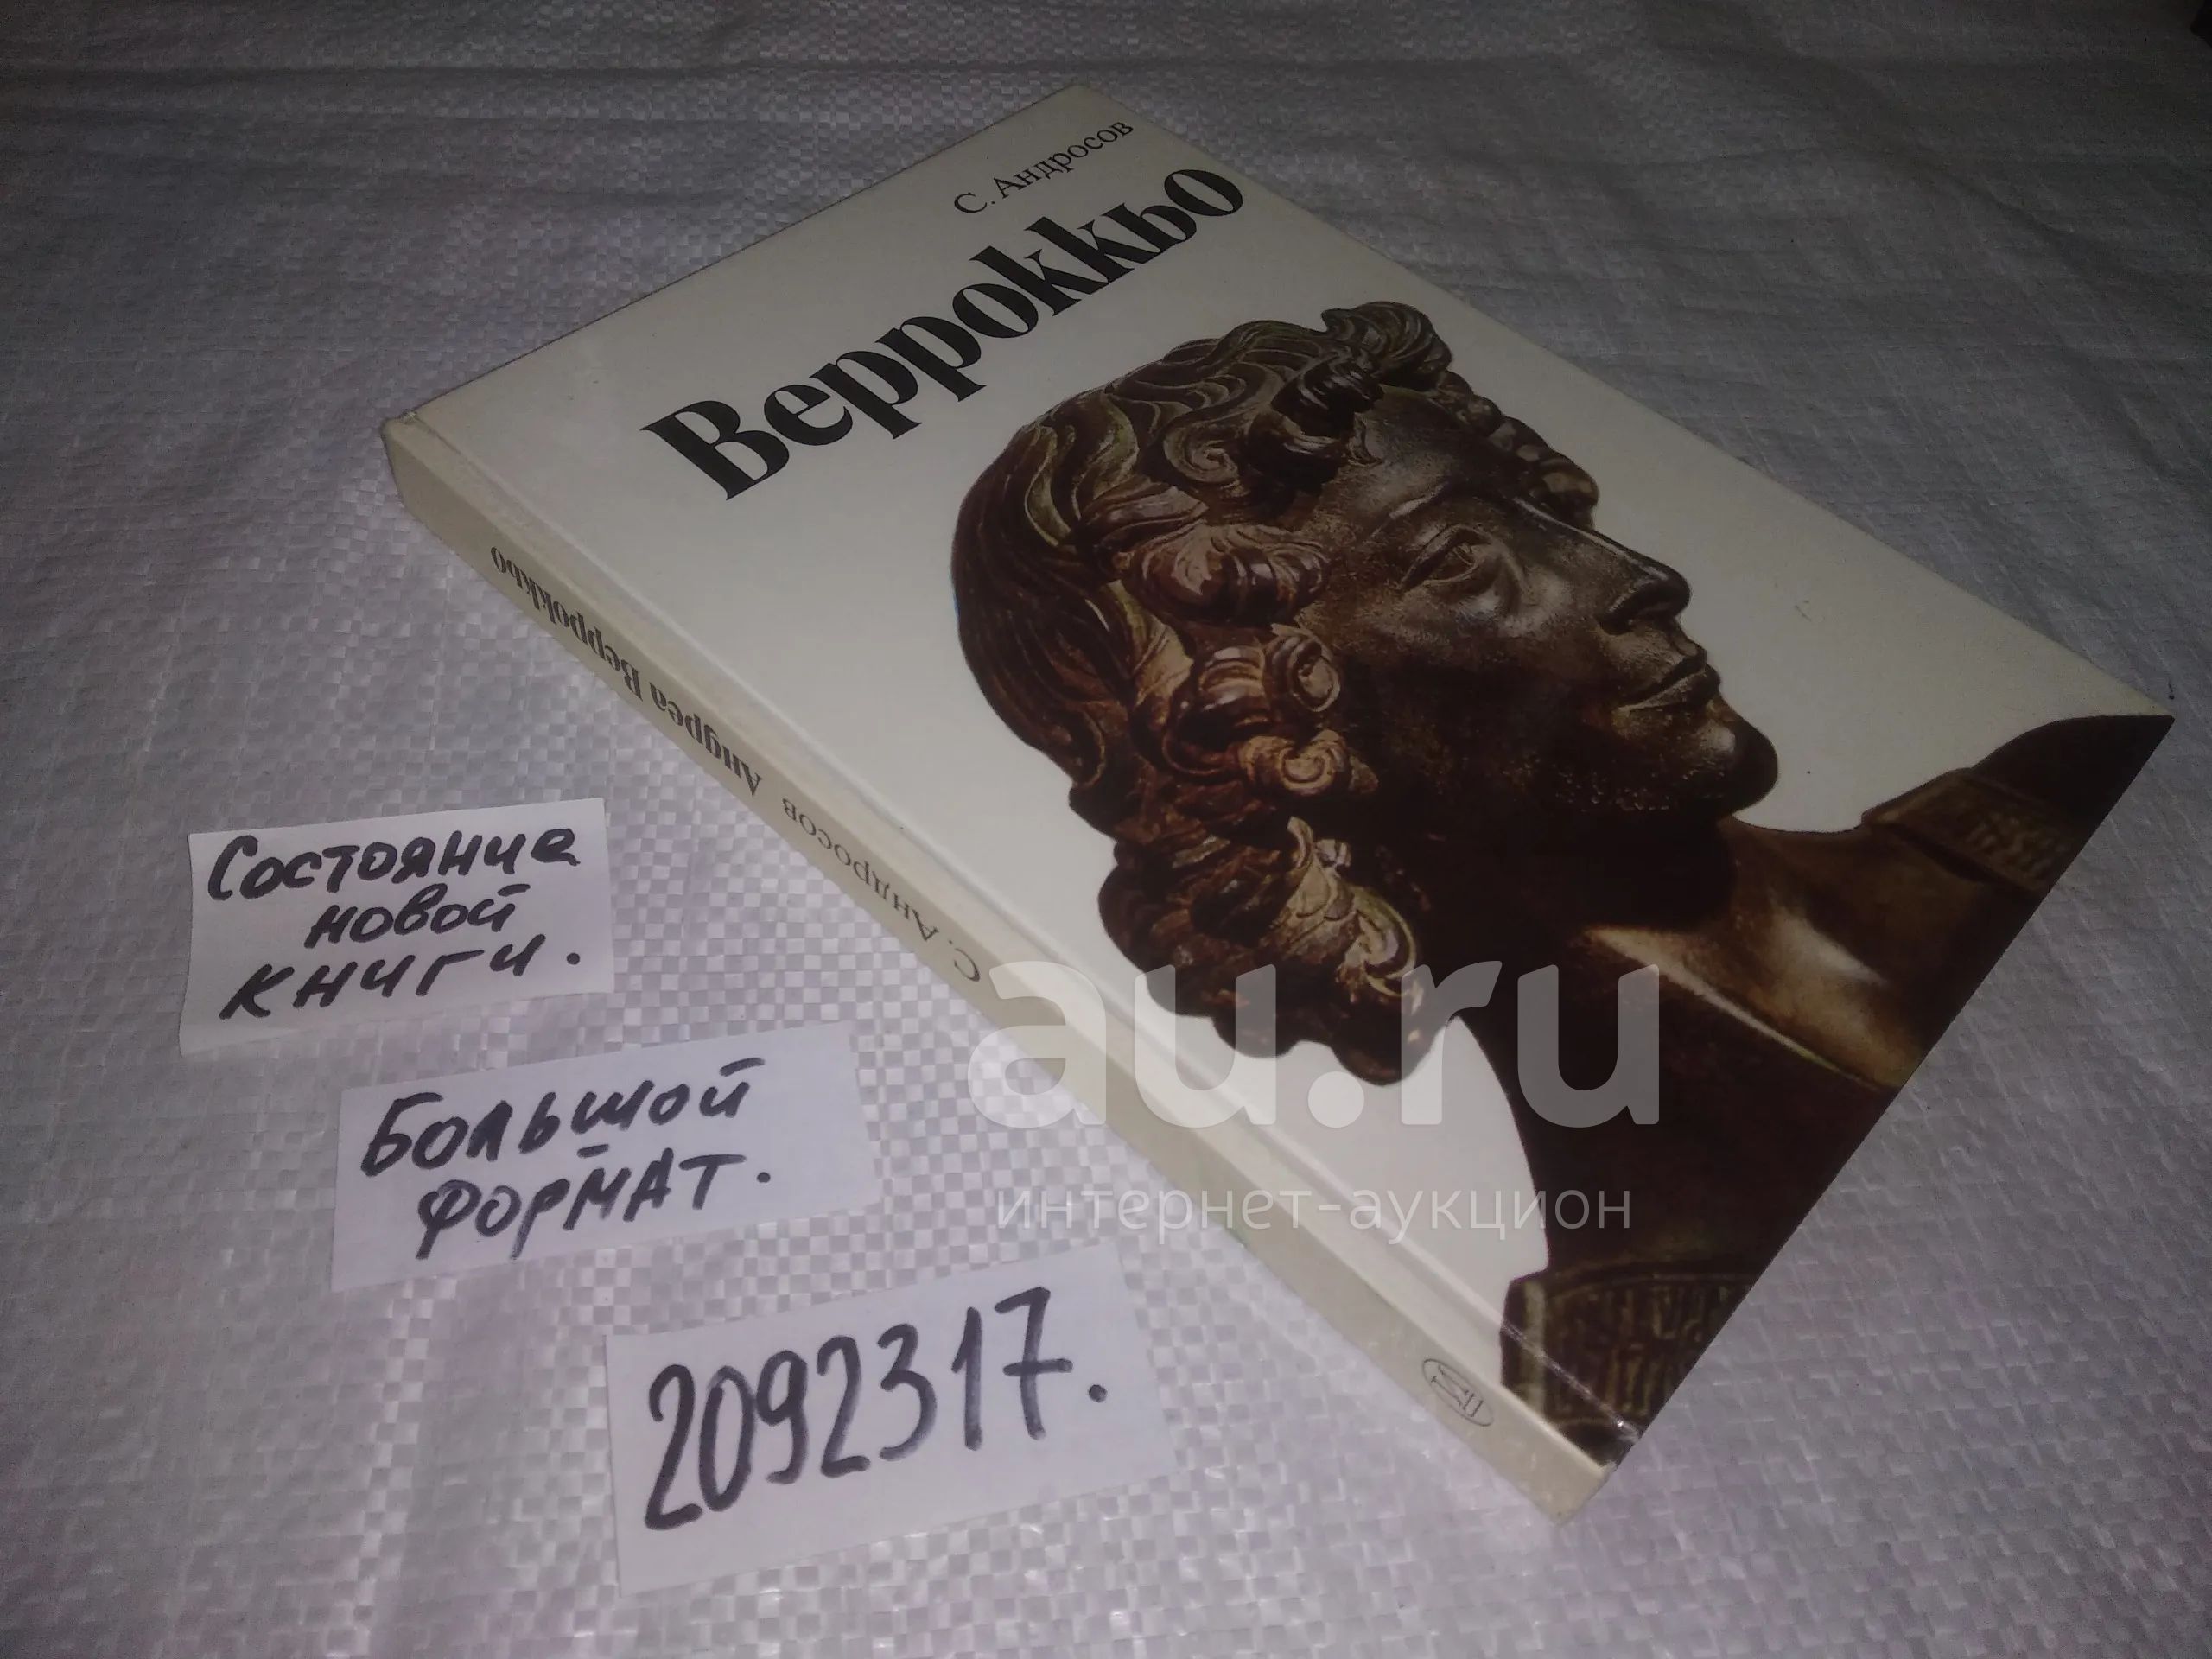 С. Андросов
Верроккьо
С. Андросов Андреа Верроккьо
Состояние
новой
книги.
Большой
формат.
2092317.
au.ru
интернет-аукцион